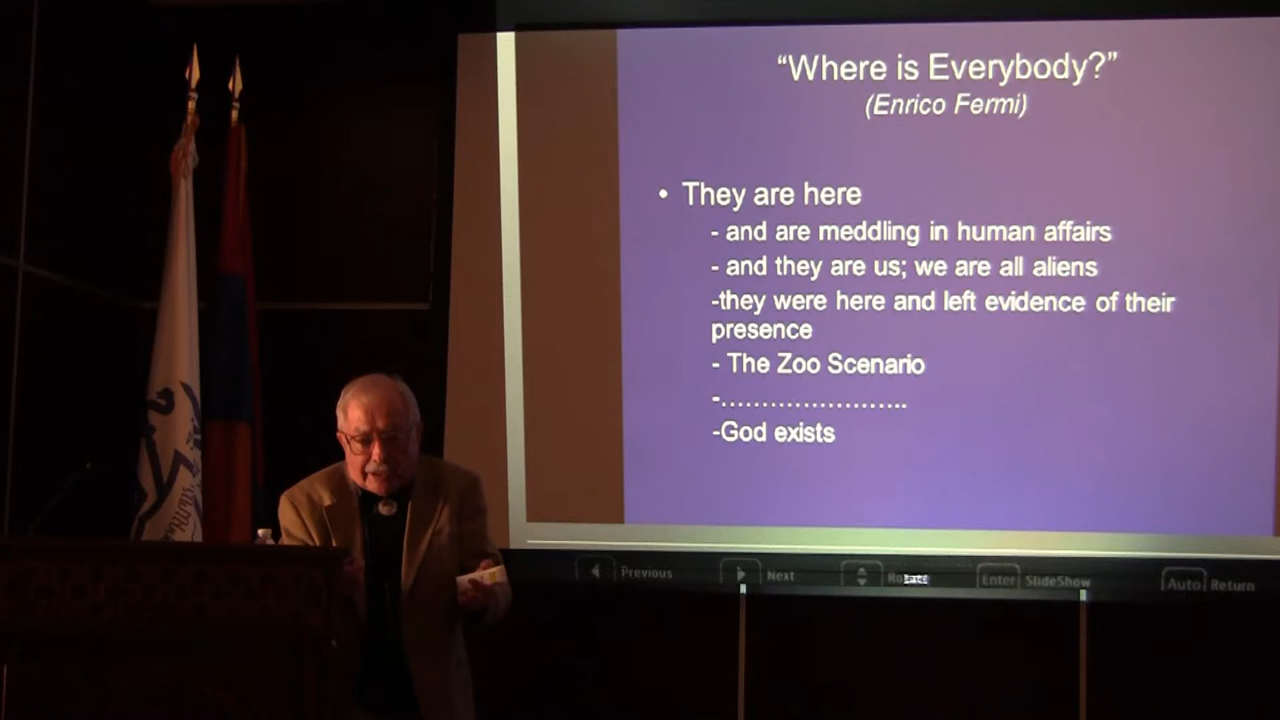 “Where is Everybody?”
(Enrico Fermi)
• They are here
- and are meddling in human affairs
- and they are us; we are all aliens
-they were here and left evidence of their
presence
- The Zoo Scenario
-.......................
-God exists
Previous
Next
Enter SlideShow
Auto Return